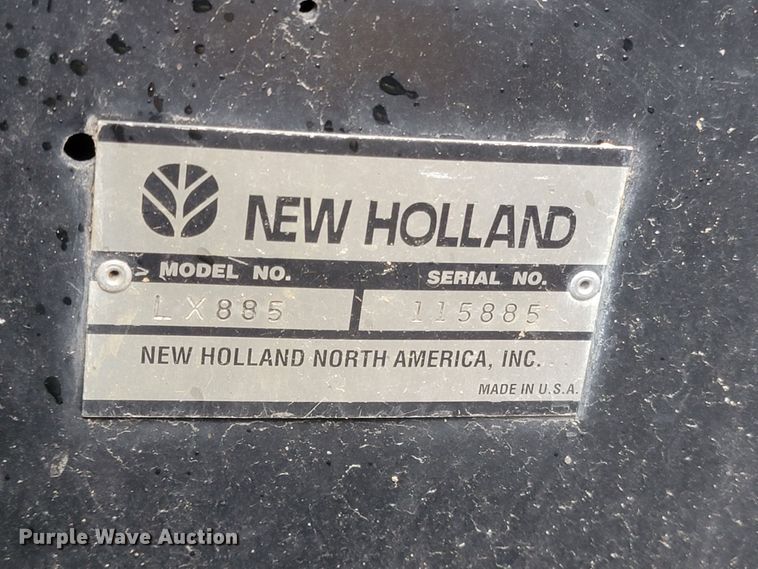 NEW HOLLAND
MODEL NO. SERIAL NO.
LX885 115885
NEW HOLLAND NORTH AMERICA, INC.
MADE IN U.S.A.
Purple Wave Auction